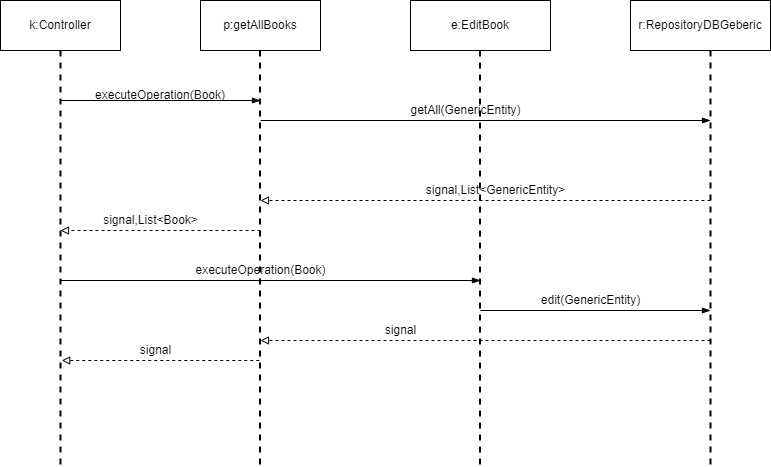 k:Controller
p:getAllBooks
e:EditBook
r:RepositoryDBGeberic
executeOperation(Book)
getAll(GenericEntity)
signal,List<GenericEntity>
signal,List<Book>
executeOperation(Book)
edit(GenericEntity)
signal
signal